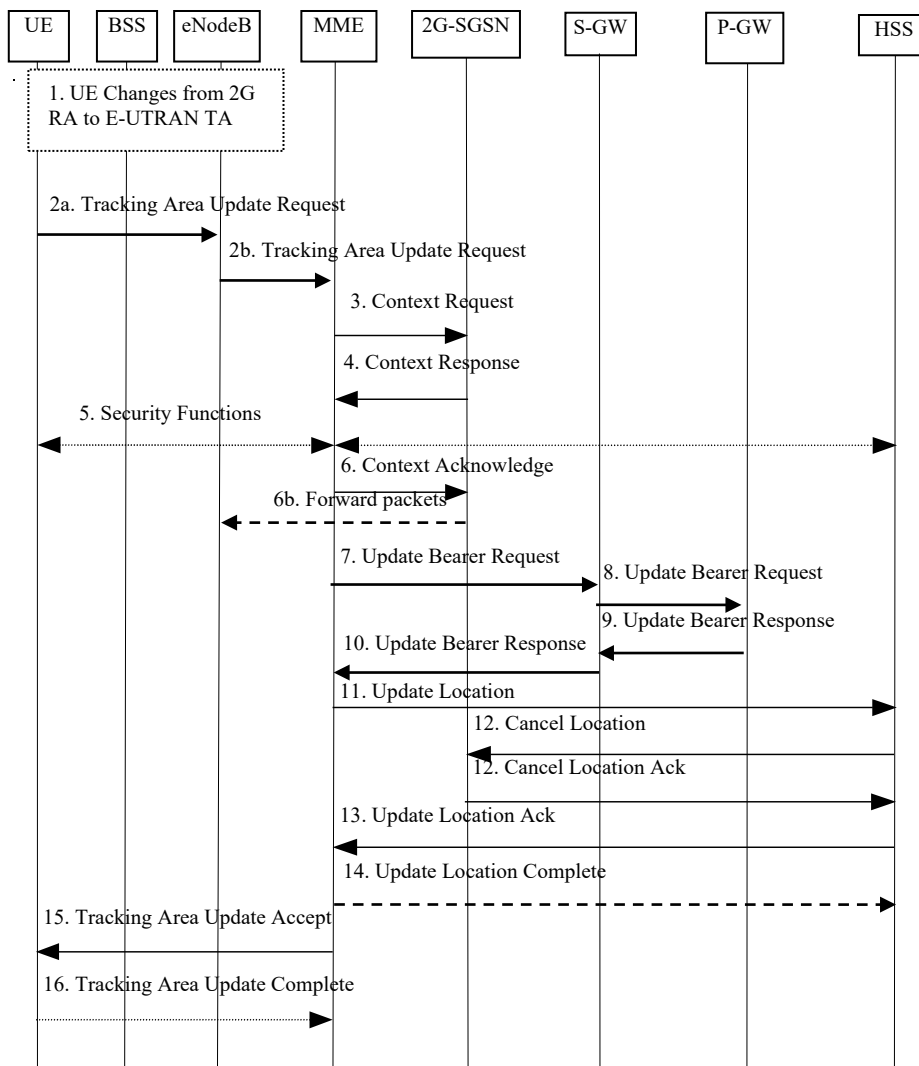 UE BSS eNodeB MME 2G-SGSN S-GW P-GW HSS
1. UE Changes from 2G
RA to E-UTRAN TA
2a. Tracking Area Update Request
2b. Tracking Area Update Request
3. Context Request
4. Context Response
5. Security Functions
6. Context Acknowledge
6b. Forward packets
7. Update Bearer Request
8. Update Bearer Request
9. Update Bearer Response
10. Update Bearer Response
11. Update Location
12. Cancel Location
12. Cancel Location Ack
13. Update Location Ack
14. Update Location Complete
15. Tracking Area Update Accept
16. Tracking Area Update Complete